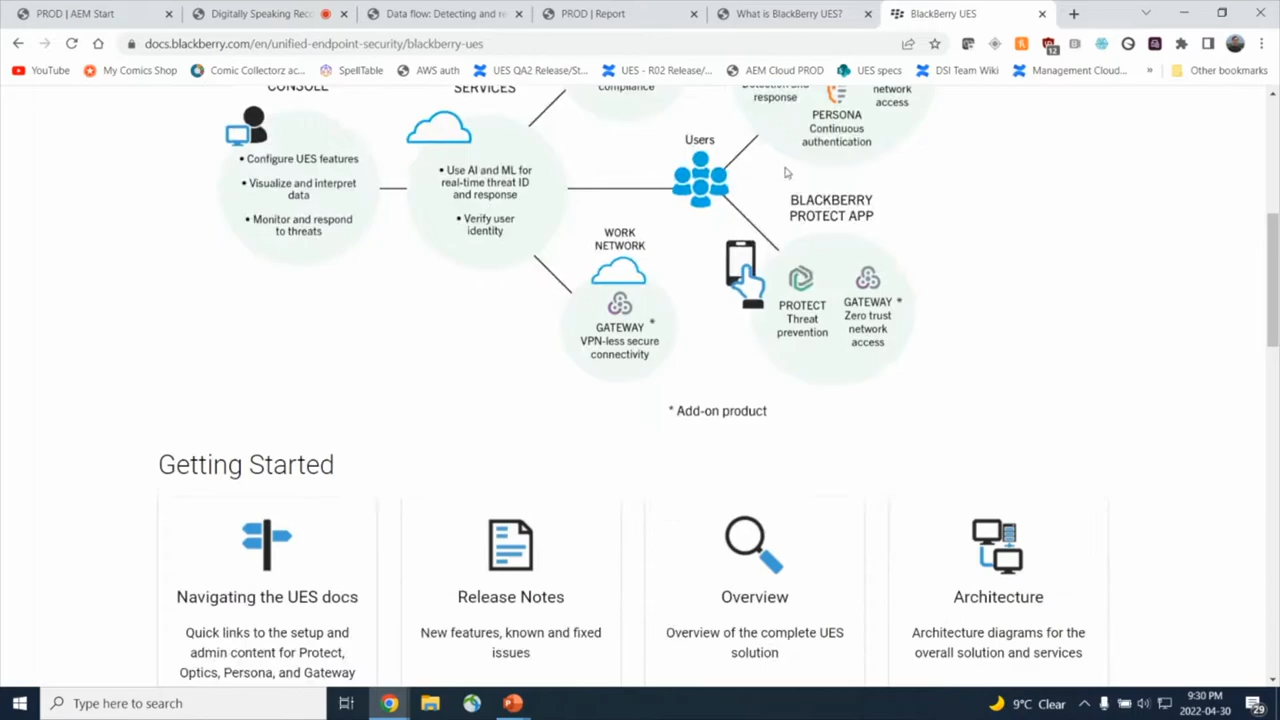 PROD | AEM Start
Digitally Speaking Rec
Data flow: Detecting and re
PROD | Report
What is BlackBerry UES?
BlackBerry UES
docs.blackberry.com/en/unified-endpoint-security/blackberry-ues
12
YouTube
My Comics Shop
Comic Collectorz ac...
SpellTable
AWS auth
UES QA2 Release/St...
UES - R02 Release/...
AEM Cloud PROD
UES specs
DSI Team Wiki
Management Cloud...
»
Other bookmarks
CONSOLE
• Configure UES features
• Visualize and interpret
data
• Monitor and respond
to threats
SERVICES
• Use AI and ML for
real-time threat ID
and response
• Verify user
identity
compliance
WORK
NETWORK
GATEWAY *
VPN-less secure
connectivity
Users
Detection and
response
PERSONA
Continuous
authentication
network
access
BLACKBERRY
PROTECT APP
PROTECT
Threat
prevention
GATEWAY *
Zero trust
network
access
* Add-on product
Getting Started
Navigating the UES docs
Quick links to the setup and
admin content for Protect,
Optics, Persona, and Gateway
Release Notes
New features, known and fixed
issues
Overview
Overview of the complete UES
solution
Architecture
Architecture diagrams for the
overall solution and services
Type here to search
9°C Clear
9:30 PM
2022-04-30
29